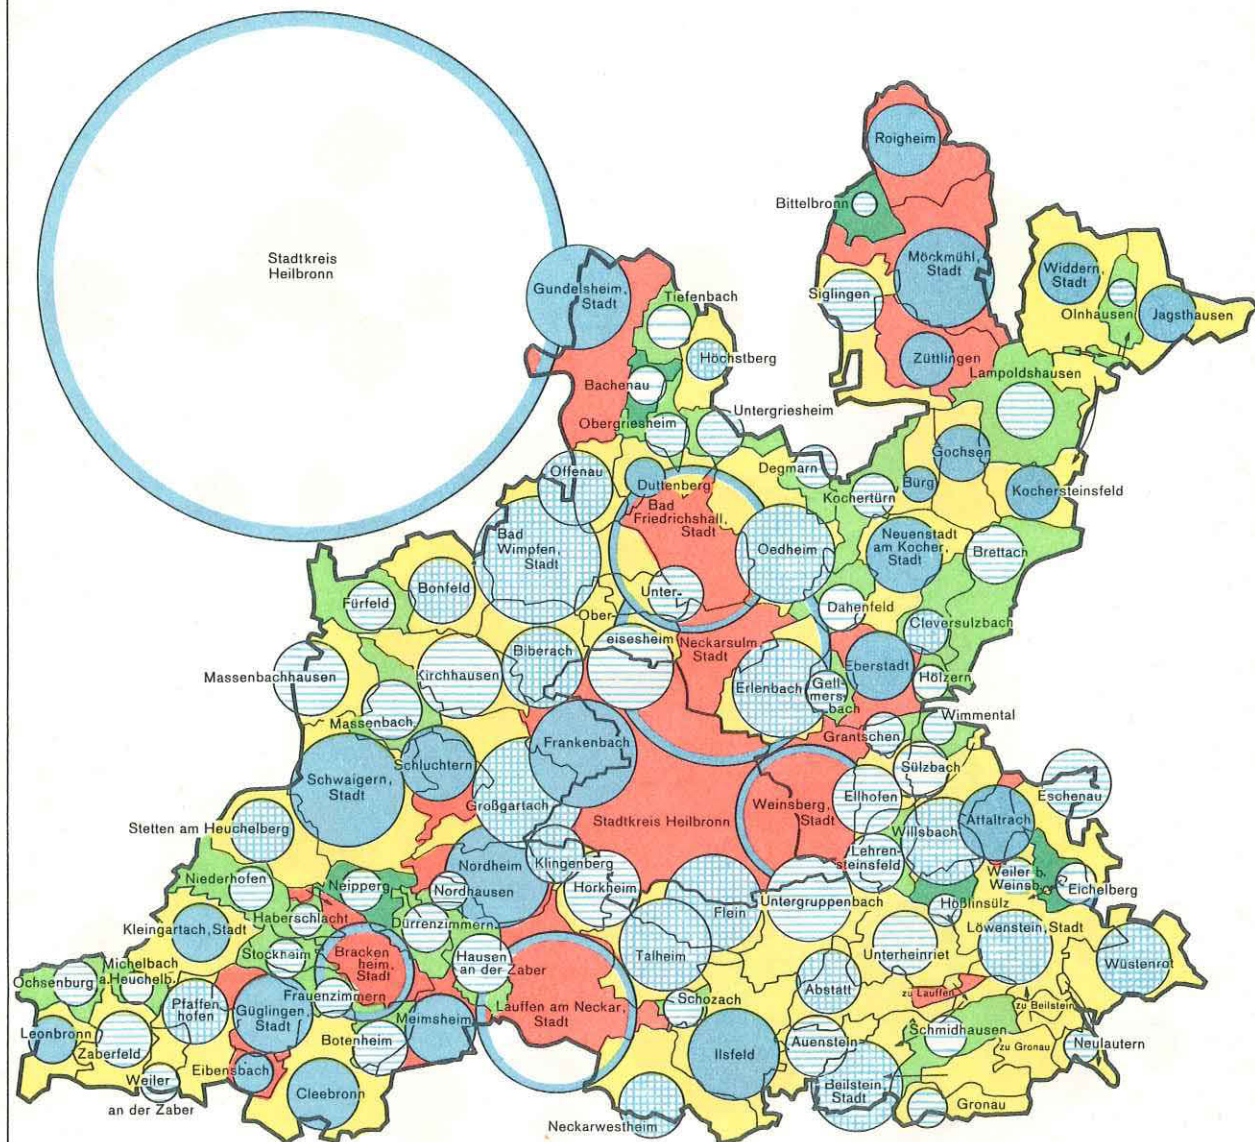 Stadtkreis
Heilbronn
Roigheim
Bittelbronn
Möckmühl,
Stadt
Siglingen
Widdern,
Stadt
Olnhausen
Jagsthausen
Züttlingen
Lampoldshausen
Gundelsheim,
Stadt
Tiefenbach
Höchstberg
Bachenau
Obergriesheim
Untergriesheim
Offenau
Duttenberg
Degmarn
Kochertürn
Bürg
Gochsen
Kochersteinsfeld
Bad
Friedrichshall,
Stadt
Bad
Wimpfen,
Stadt
Oedheim
Neuenstadt
am Kocher,
Stadt
Brettach
Bonfeld
Fürfeld
Unter-
Ober-
eisesheim
Dahenfeld
Cleversulzbach
Neckarsulm,
Stadt
Biberach
Massenbachhausen
Kirchhausen
Erlenbach
Gell-
mers-
bach
Eberstadt
Hölzern
Massenbach
Wimmental
Grantschen
Frankenbach
Schluchtern
Sülzbach
Schwaigern,
Stadt
Großgartach
Ellhofen
Eschenau
Weinsberg,
Stadt
Stadtkreis Heilbronn
Stetten am Heuchelberg
Willsbach
Affaltrach
Lehren-
steinsfeld
Klingenberg
Nordheim
Nordhausen
Horkheim
Weiler b.
Weinsb.
Eichelberg
Niederhofen
Neipperg
Flein
Untergruppenbach
Hößlinsülz
Haberschlacht
Dürrenzimmern
Kleingartach, Stadt
Löwenstein, Stadt
Stockheim
Bracken
heim,
Stadt
Hausen
an der Zaber
Talheim
Unterheinriet
Wüstenrot
Michelbach
a. Heuchelb.
Ochsenburg
Pfaffen
hofen
Frauenzimmern
Güglingen,
Stadt
Meimsheim
Lauffen am Neckar,
Stadt
Abstatt
Schozach
zu Lauffen
zu Beilstein
Leonbronn
Zaberfeld
Botenheim
Schmidhausen
Auenstein
zu Gronau
Neulautern
Ilsfeld
Eibensbach
Weiler
an der Zaber
Cleebronn
Beilstein,
Stadt
Gronau
Neckarwestheim